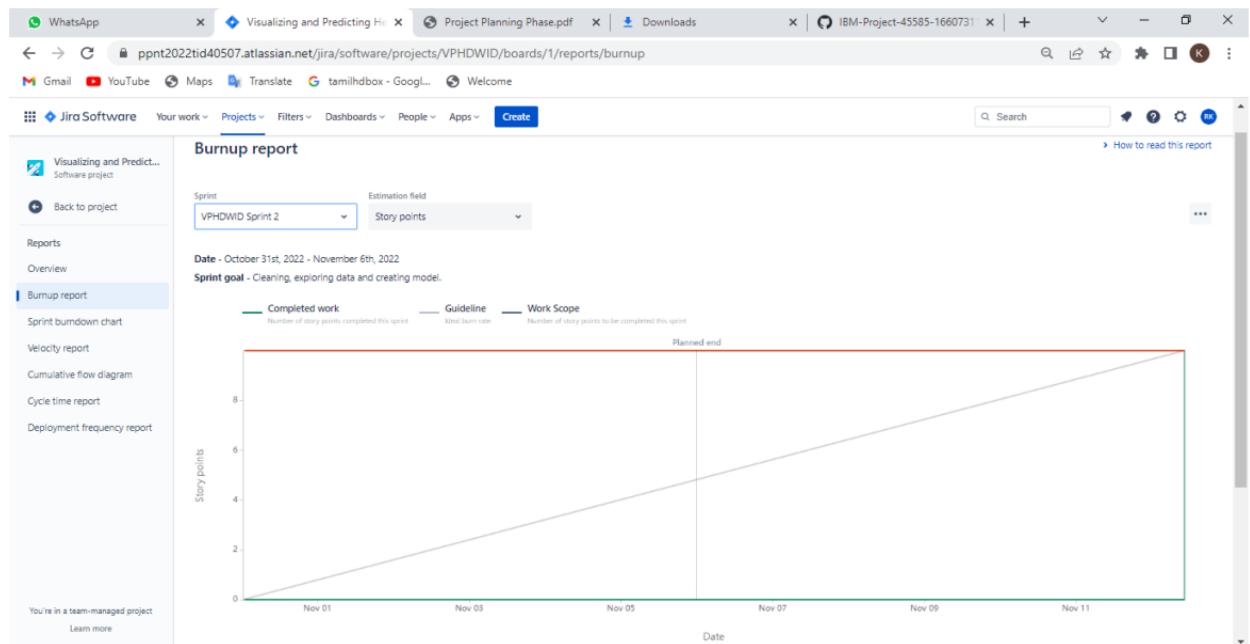 WhatsApp
Visualizing and Predicting He
Project Planning Phase.pdf
Downloads
IBM-Project-45585-1660731
ppnt2022tid40507.atlassian.net/jira/software/projects/VPHDWID/boards/1/reports/burnup
K
Gmail YouTube Maps Translate tamilhdbox - Googl... Welcome
Jira Software Your work Projects Filters Dashboards People Apps Create Search RK
Visualizing and Predict...
Software project
Back to project
Reports
Overview
Burnup report
Sprint burndown chart
Velocity report
Cumulative flow diagram
Cycle time report
Deployment frequency report
You're in a team-managed project
Learn more
Burnup report
How to read this report
Sprint Estimation field
VPHDWID Sprint 2 Story points
Date - October 31st, 2022 - November 6th, 2022
Sprint goal - Cleaning, exploring data and creating model.
Completed work Guideline Work Scope
Number of story points completed this sprint Ideal burn rate Number of story points to be completed this sprint
Planned end
8
6
4
2
0
Story points
Nov 01 Nov 03 Nov 05 Nov 07 Nov 09 Nov 11
Date